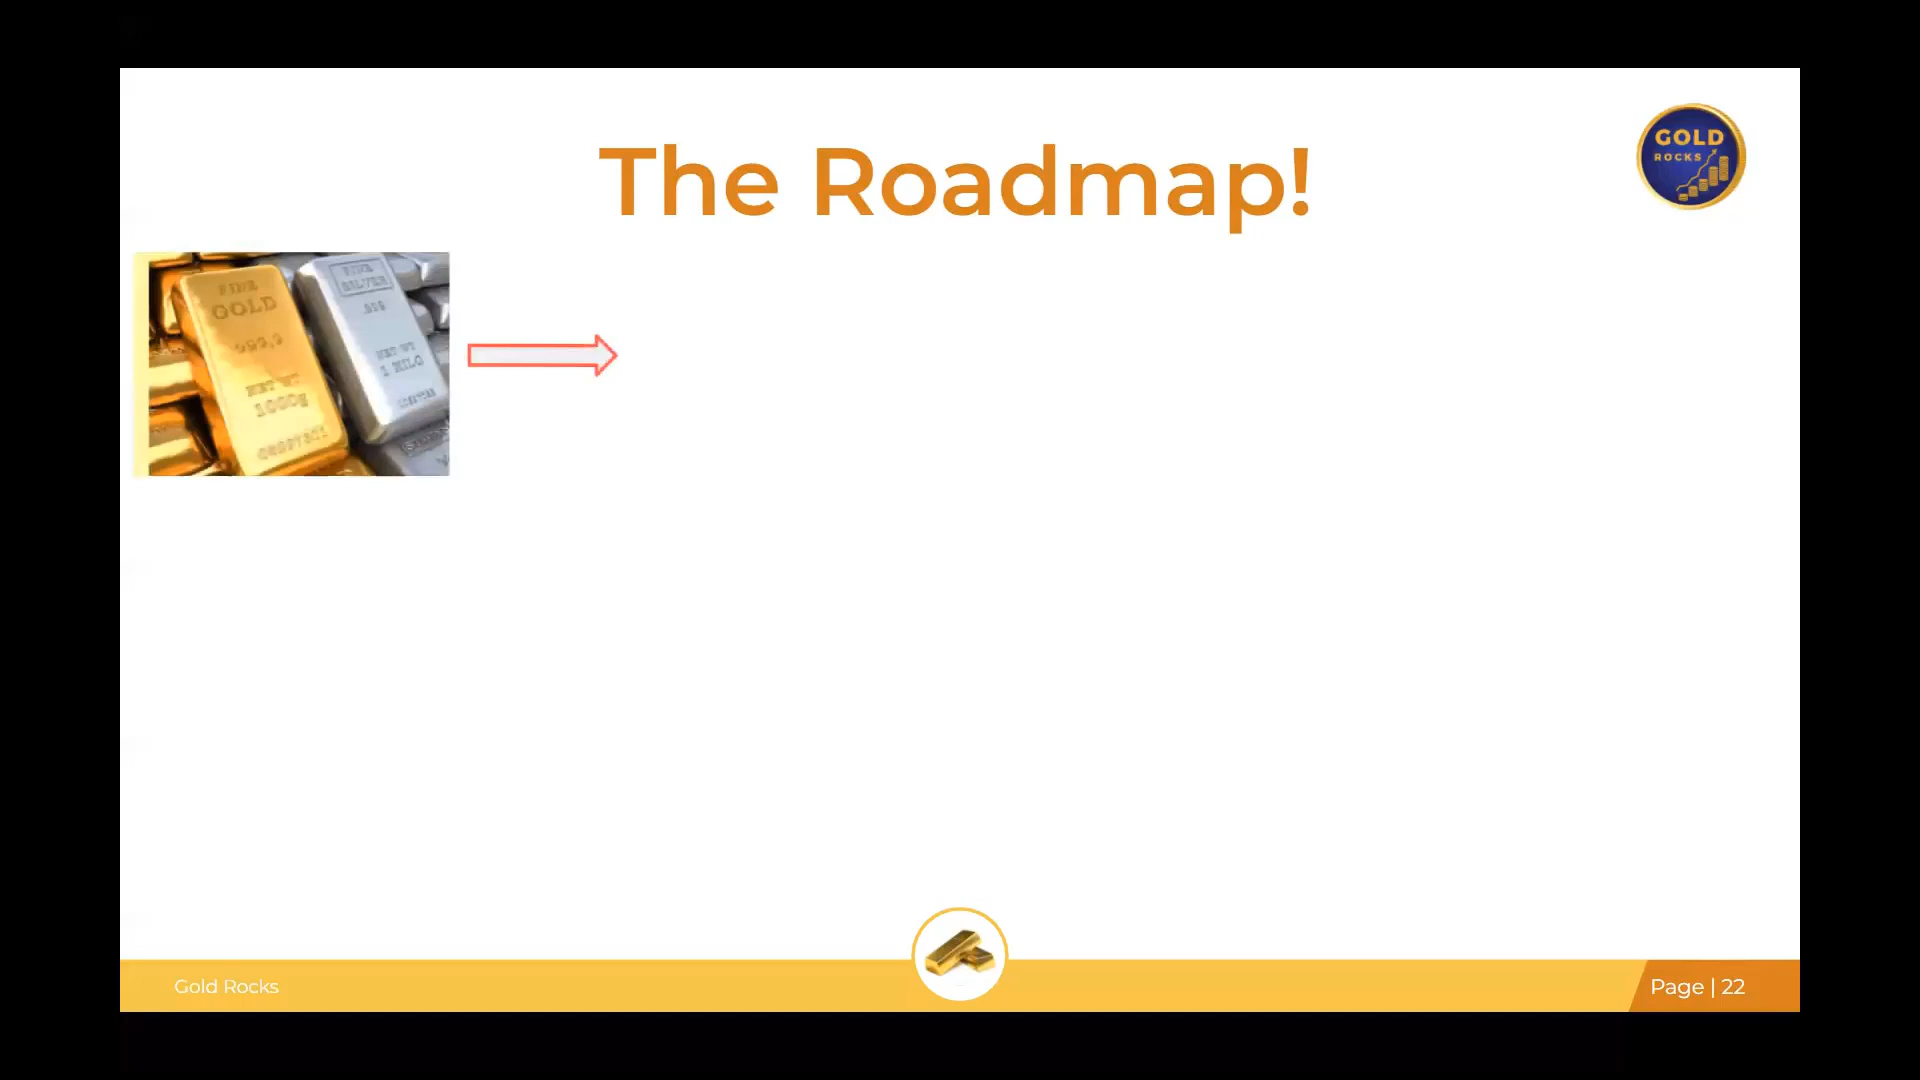 The Roadmap!
GOLD
ROCKS
FINE
GOLD
999,9
NET WT
1000g
FINE
SILVER
999
NET WT
1 KILO
Gold Rocks
Page | 22